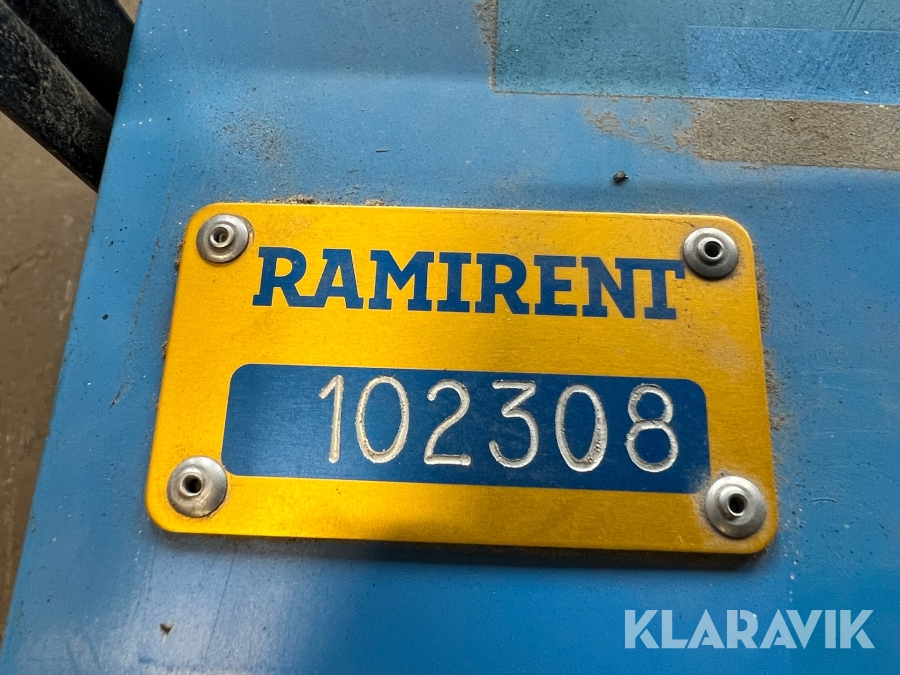 RAMIRENT
102308
KLARAVIK